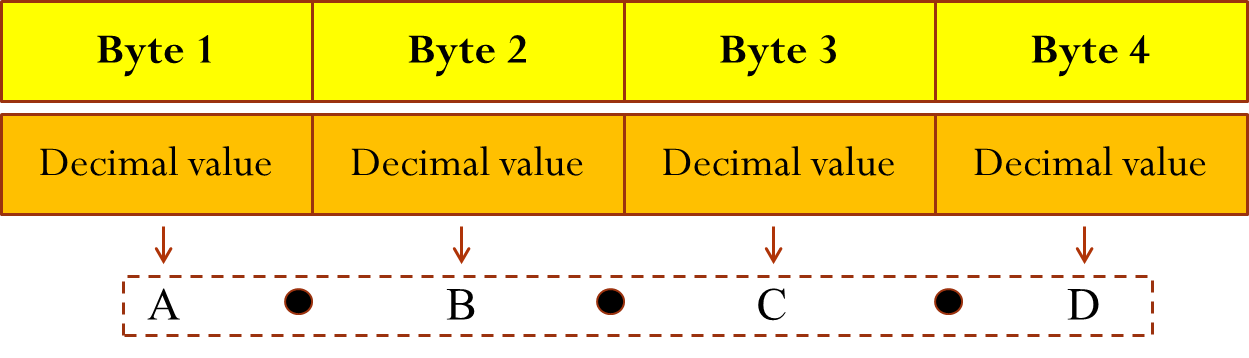 Byte 1 Byte 2 Byte 3 Byte 4
Decimal value Decimal value Decimal value Decimal value
A • B • C • D